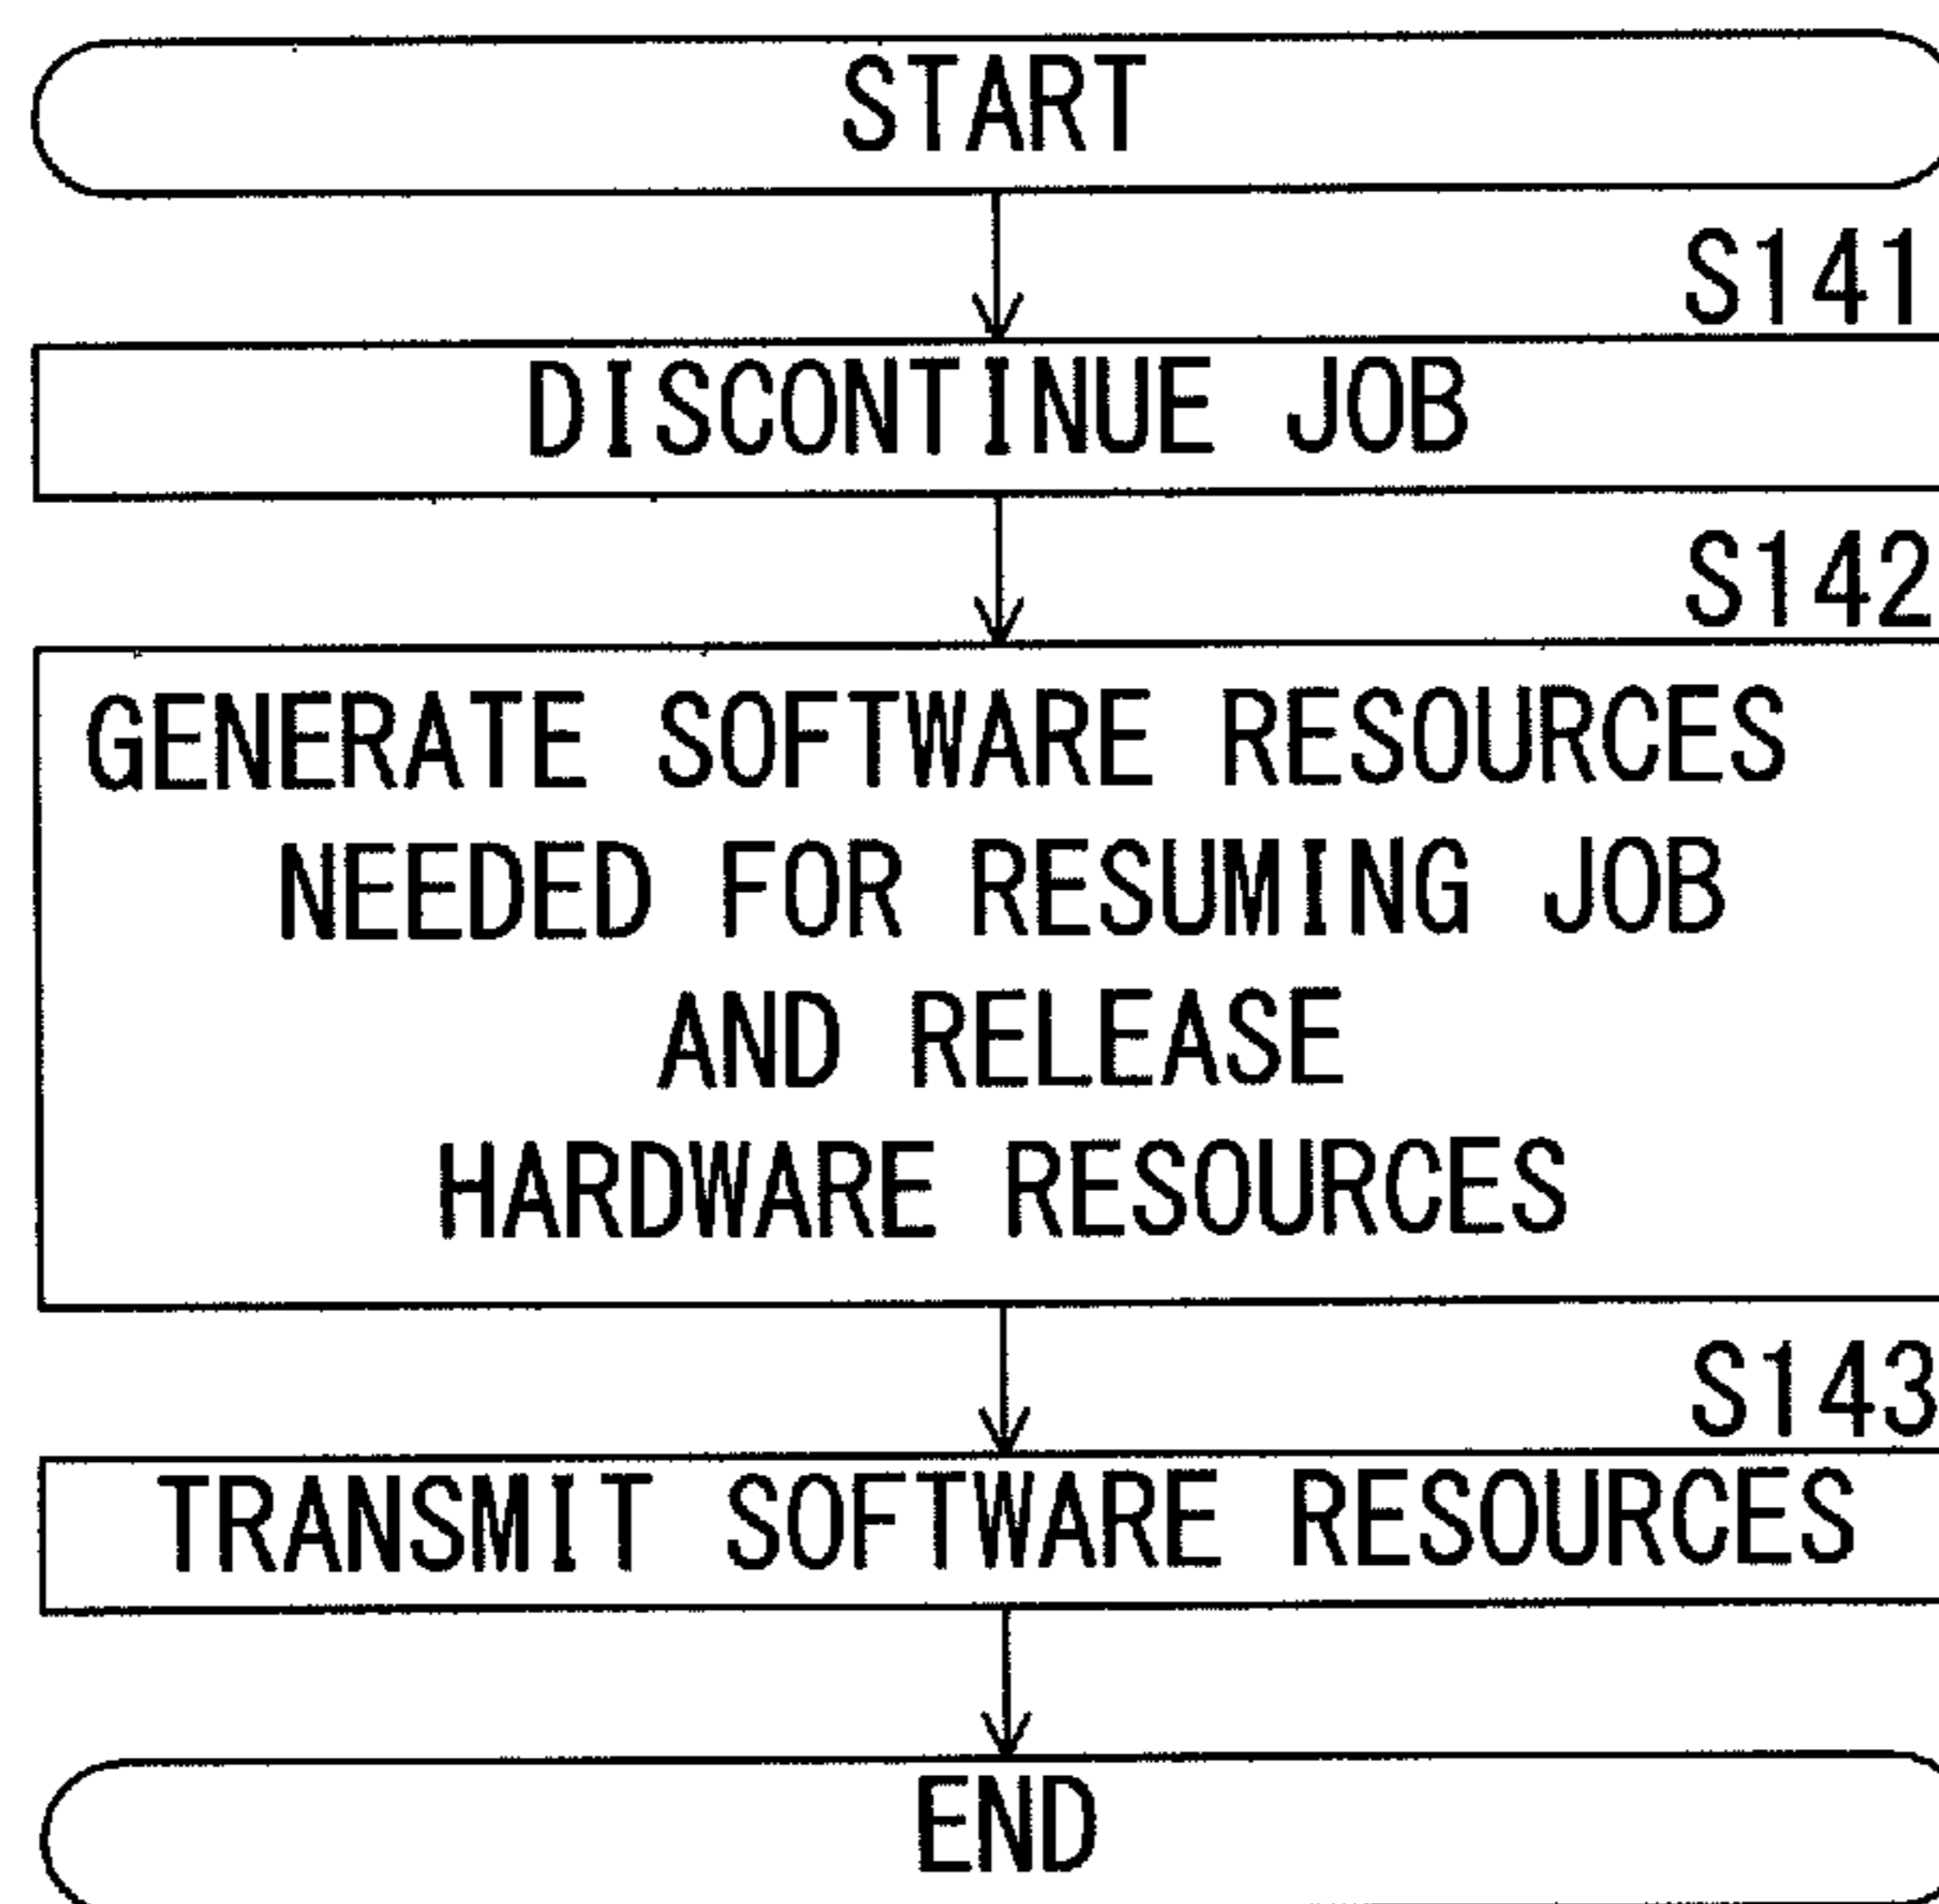 START
S141
DISCONTINUE JOB
S142
GENERATE SOFTWARE RESOURCES
NEEDED FOR RESUMING JOB
AND RELEASE
HARDWARE RESOURCES
S143
TRANSMIT SOFTWARE RESOURCES
END